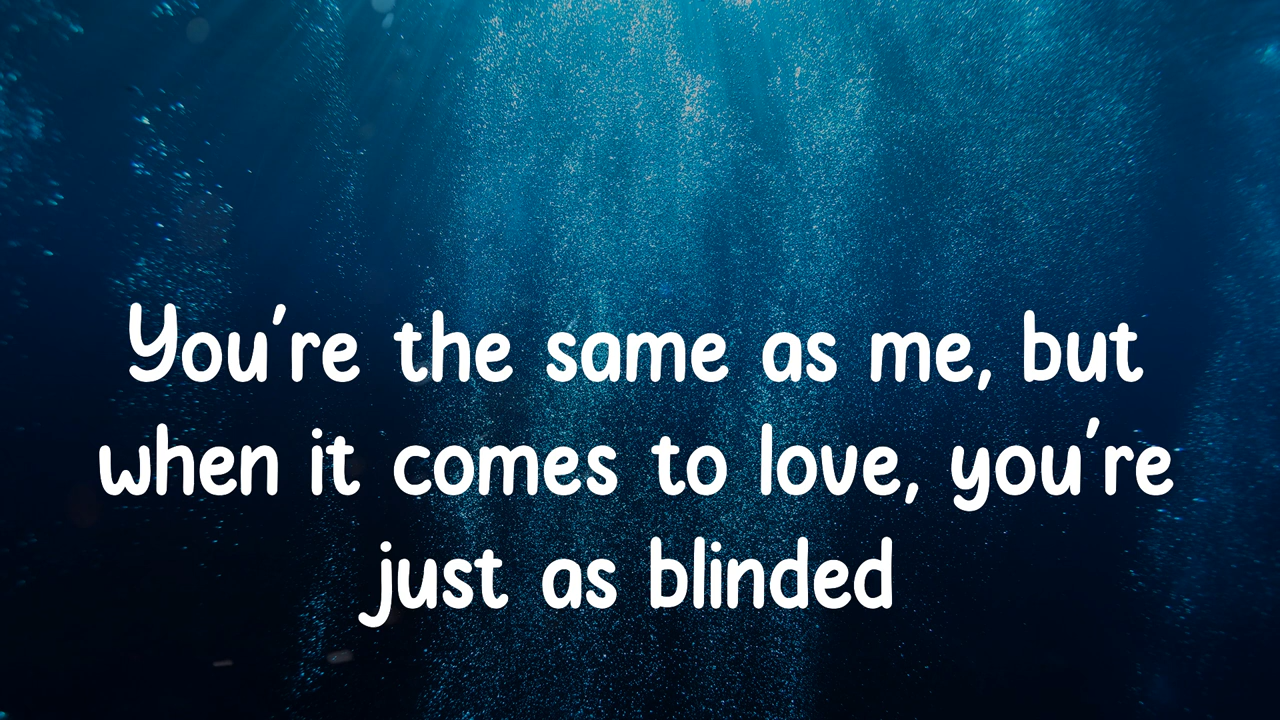 You're the same as me, but
when it comes to love, you're
just as blinded